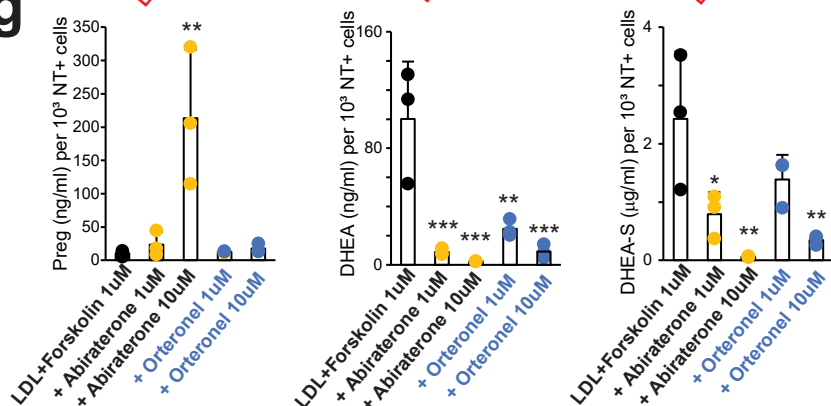 g
Preg (ng/ml) per 10³ NT+ cells
350
300
250
200
150
100
50
0
**
LDL+Forskolin 1uM
+ Abiraterone 1uM
+ Abiraterone 10uM
+ Orteronel 1uM
+ Orteronel 10uM
DHEA (ng/ml) per 10³ NT+ cells
160
80
0
***
***
**
***
LDL+Forskolin 1uM
+ Abiraterone 1uM
+ Abiraterone 10uM
+ Orteronel 1uM
+ Orteronel 10uM
DHEA-S (µg/ml) per 10³ NT+ cells
4
2
0
*
**
**
LDL+Forskolin 1uM
+ Abiraterone 1uM
+ Abiraterone 10uM
+ Orteronel 1uM
+ Orteronel 10uM